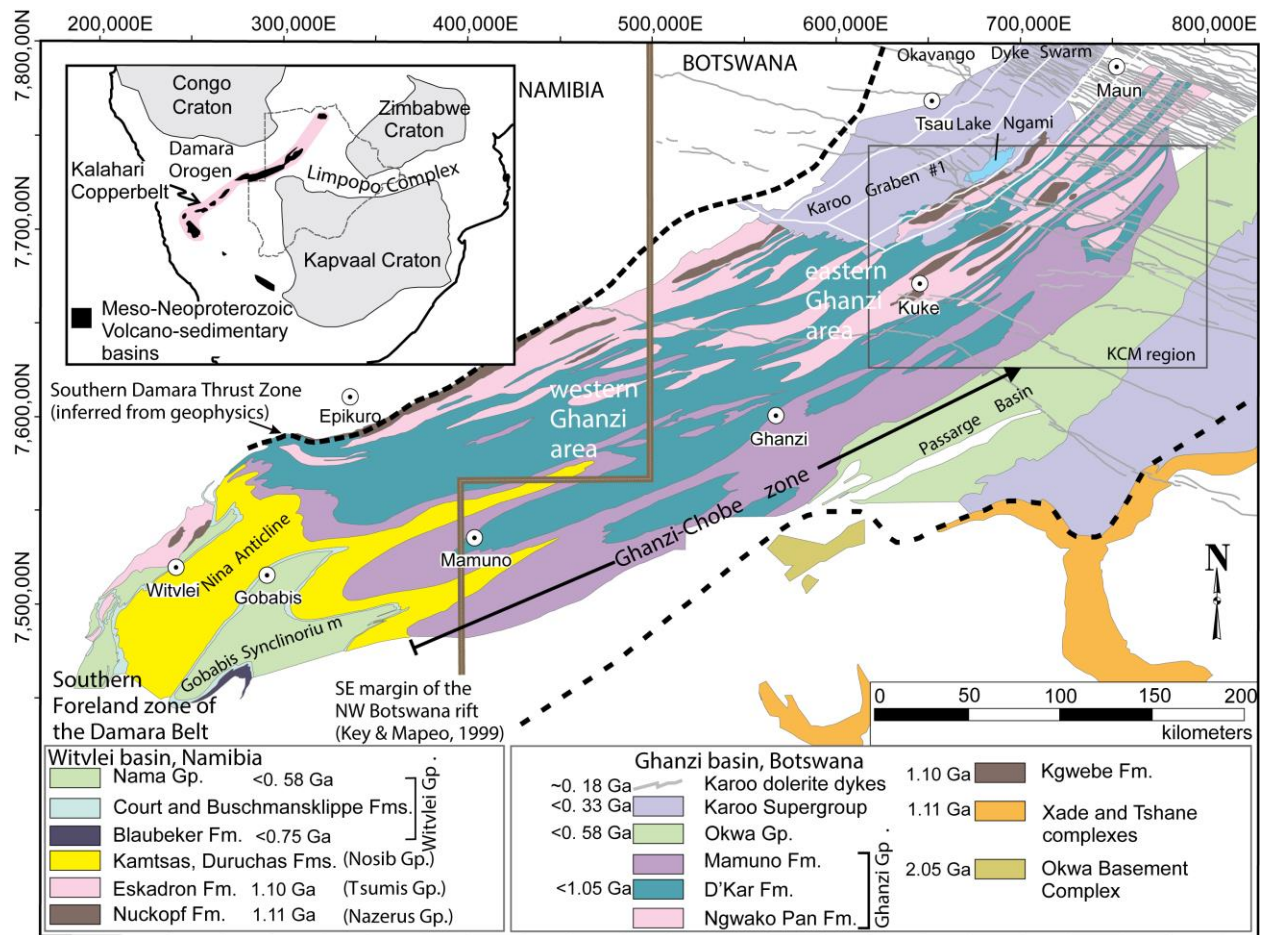 200,000E
300,000E
400,000E
500,000E
600,000E
700,000E
800,000E
7,800,00N
7,700,00N
7,600,00N
7,500,00N
Congo
Craton
Zimbabwe
Craton
Damara
Orogen
Kalahari
Copperbelt
Limpopo Complex
Kapvaal Craton
Meso-Neoproterozoic
Volcano-sedimentary
basins
NAMIBIA
BOTSWANA
Okavango Dyke Swarm
Maun
Tsau
Lake Ngami
Karoo Graben #1
eastern
Ghanzi
area
Kuke
KCM region
Southern Damara Thrust Zone
(inferred from geophysics)
Epikuro
western
Ghanzi
area
Ghanzi
Passarge Basin
Ghanzi-Chobe zone
Nina Anticline
Mamuno
Witvlei
Gobabis
Gobabis Synclinoriu m
N
Southern
Foreland zone of
the Damara Belt
SE margin of the
NW Botswana rift
(Key & Mapeo, 1999)
0 50 100 150 200
kilometers
Witvlei basin, Namibia
Nama Gp. <0. 58 Ga
Court and Buschmansklippe Fms.
Blaubeker Fm. <0.75 Ga
Witvlei Gp .
Kamtsas, Duruchas Fms. (Nosib Gp.)
Eskadron Fm. 1.10 Ga (Tsumis Gp.)
Nuckopf Fm. 1.11 Ga (Nazerus Gp.)
Ghanzi basin, Botswana
~0. 18 Ga Karoo dolerite dykes
<0. 33 Ga Karoo Supergroup
<0. 58 Ga Okwa Gp.
Mamuno Fm.
<1.05 Ga D'Kar Fm.
Ngwako Pan Fm.
Ghanzi Gp .
1.10 Ga Kgwebe Fm.
1.11 Ga Xade and Tshane
complexes
2.05 Ga Okwa Basement
Complex